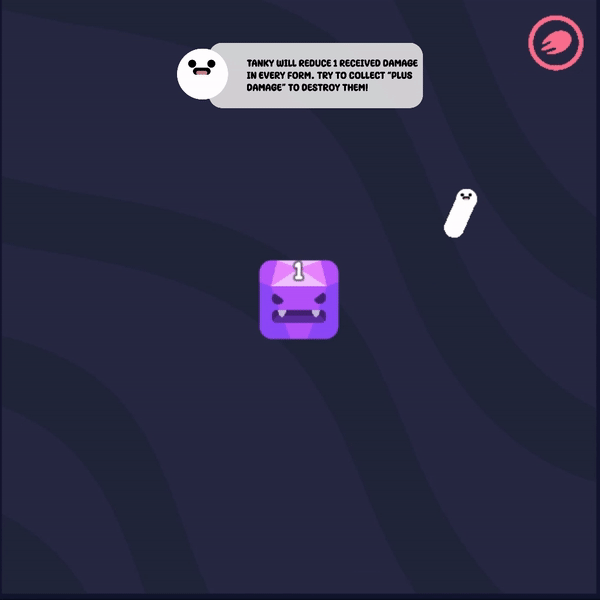 TANKY WILL REDUCE 1 RECEIVED DAMAGE
IN EVERY FORM. TRY TO COLLECT "PLUS
DAMAGE" TO DESTROY THEM!
1